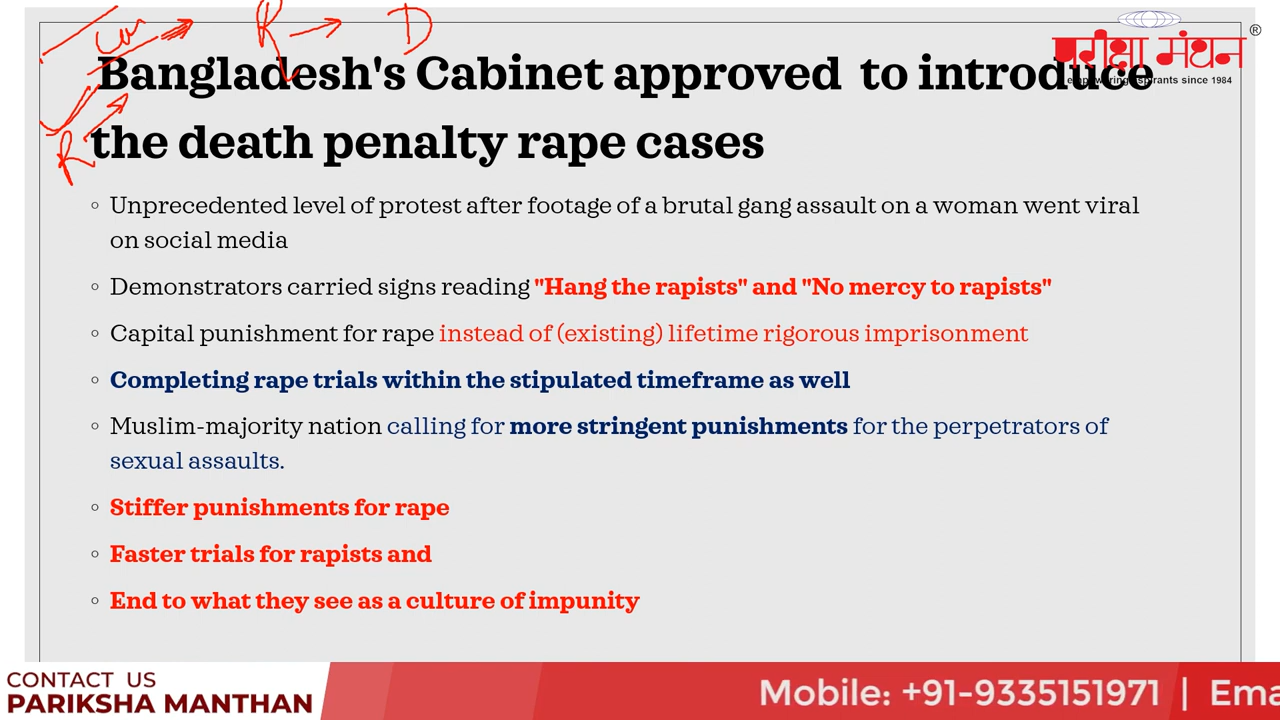 परीक्षा मंथन
®
empowering aspirants since 1984
R → D
R
Bangladesh's Cabinet approved to introduce
the death penalty rape cases
◦ Unprecedented level of protest after footage of a brutal gang assault on a woman went viral
on social media
◦ Demonstrators carried signs reading "Hang the rapists" and "No mercy to rapists"
◦ Capital punishment for rape instead of (existing) lifetime rigorous imprisonment
◦ Completing rape trials within the stipulated timeframe as well
◦ Muslim-majority nation calling for more stringent punishments for the perpetrators of
sexual assaults.
◦ Stiffer punishments for rape
◦ Faster trials for rapists and
◦ End to what they see as a culture of impunity
CONTACT US
PARIKSHA MANTHAN
Mobile: +91-9335151971 | Ema